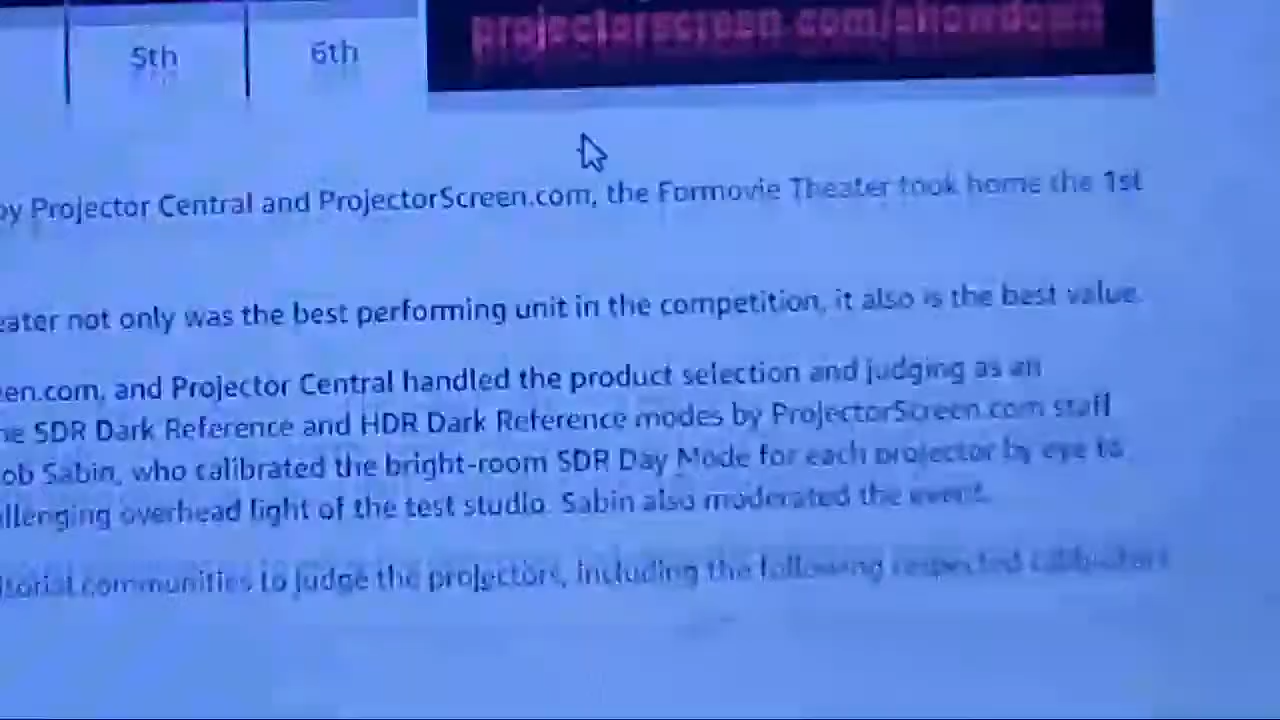 projectorscreen.com/showdown
5th 6th
by Projector Central and ProjectorScreen.com, the Formovie Theater took home the 1st
eater not only was the best performing unit in the competition, it also is the best value.
en.com, and Projector Central handled the product selection and judging as an
he SDR Dark Reference and HDR Dark Reference modes by ProjectorScreen.com staff
ob Sabin, who calibrated the bright-room SDR Day Mode for each projector by eye to
allenging overhead light of the test studio. Sabin also moderated the event.
itorial communities to judge the projectors, including the following respected calibrators